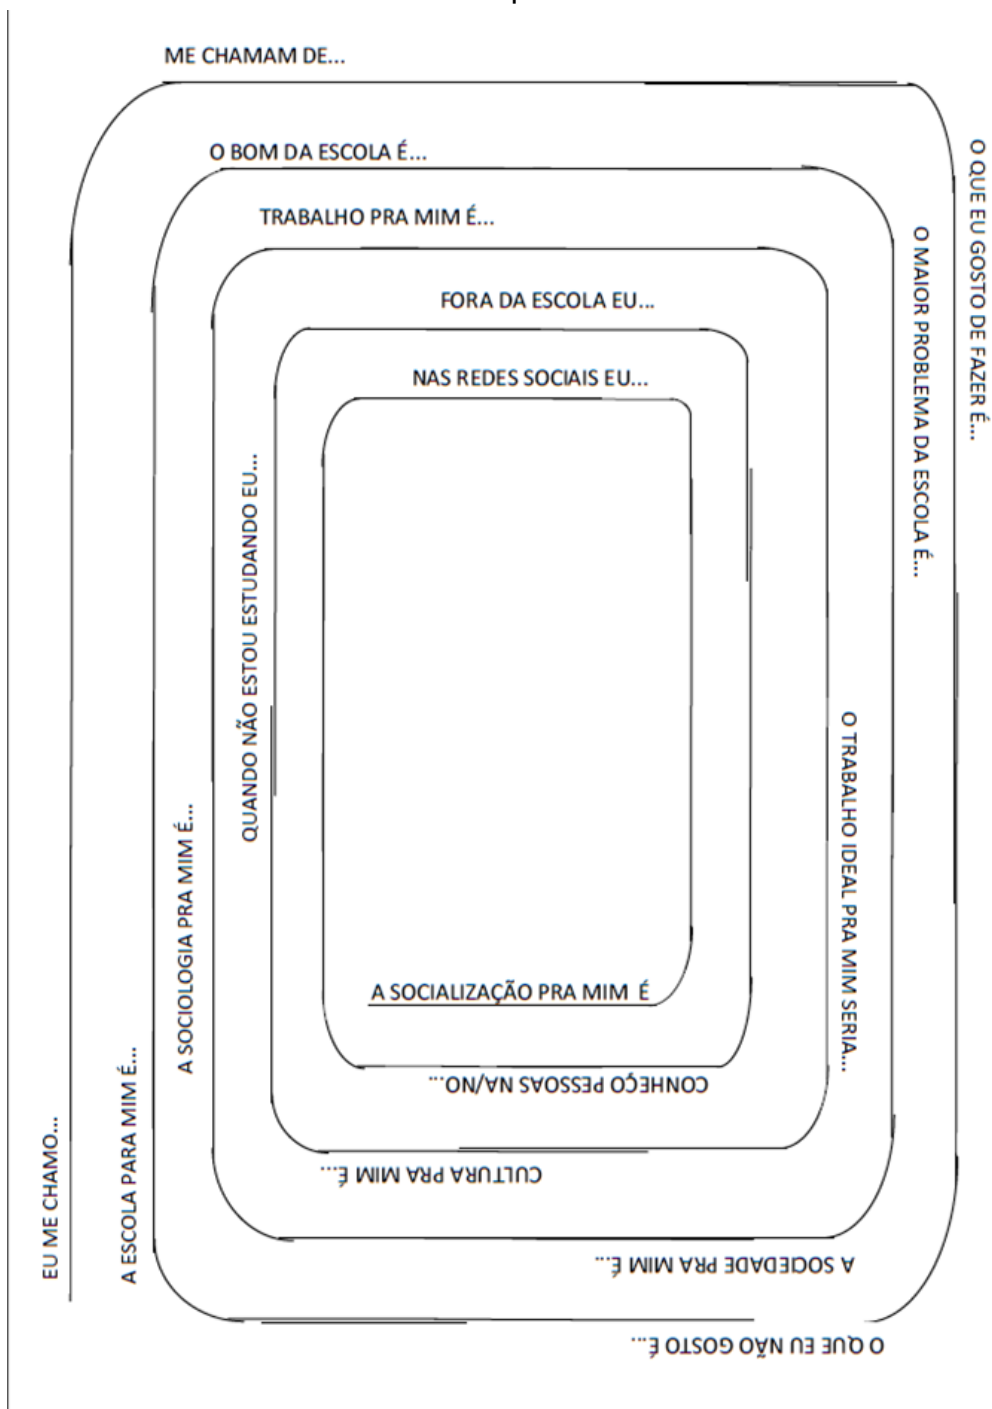 EU ME CHAMO...
ME CHAMAM DE...
O QUE EU GOSTO DE FAZER É...
O QUE EU NÃO GOSTO É...
A ESCOLA PARA MIM É...
O BOM DA ESCOLA É...
O MAIOR PROBLEMA DA ESCOLA É...
A SOCIEDADE PRA MIM É...
A SOCIOLOGIA PRA MIM É...
TRABALHO PRA MIM É...
O TRABALHO IDEAL PRA MIM SERIA...
CULTURA PRA MIM É...
QUANDO NÃO ESTOU ESTUDANDO EU...
FORA DA ESCOLA EU...
CONHEÇO PESSOAS NA/NO...
NAS REDES SOCIAIS EU...
A SOCIALIZAÇÃO PRA MIM É